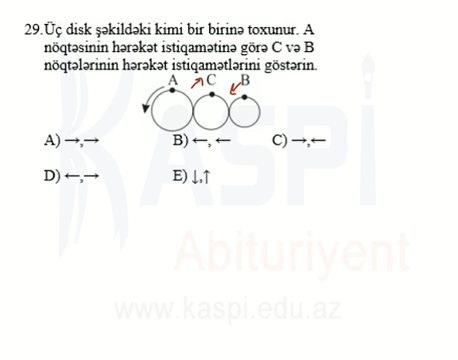 29.Üç disk şəkildəki kimi bir birinə toxunur. A
nöqtəsinin hərəkət istiqamətinə görə C və B
nöqtələrinin hərəkət istiqamətlərini göstərin.
A C B
A) →,→ B) ←, ← C) →,←
D) ←,→ E) ↓,↑
KASPİ
Abituriyent
www.kaspi.edu.az